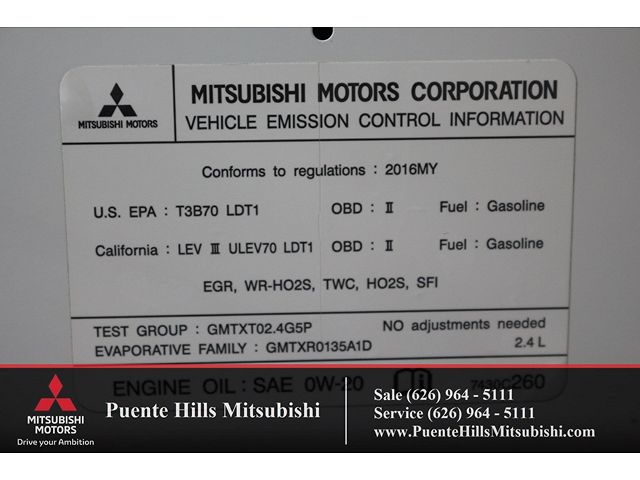 MITSUBISHI MOTORS
MITSUBISHI MOTORS CORPORATION
VEHICLE EMISSION CONTROL INFORMATION
Conforms to regulations : 2016MY
U.S. EPA : T3B70 LDT1 OBD : II Fuel : Gasoline
California : LEV III ULEV70 LDT1 OBD : II Fuel : Gasoline
EGR, WR-HO2S, TWC, HO2S, SFI
TEST GROUP : GMTXT02.4G5P NO adjustments needed
EVAPORATIVE FAMILY : GMTXR0135A1D 2.4 L
ENGINE OIL : SAE 0W-20 7430C260
MITSUBISHI
MOTORS
Drive your Ambition
Puente Hills Mitsubishi
Sale (626) 964 - 5111
Service (626) 964 - 5111
www.PuenteHillsMitsubishi.com